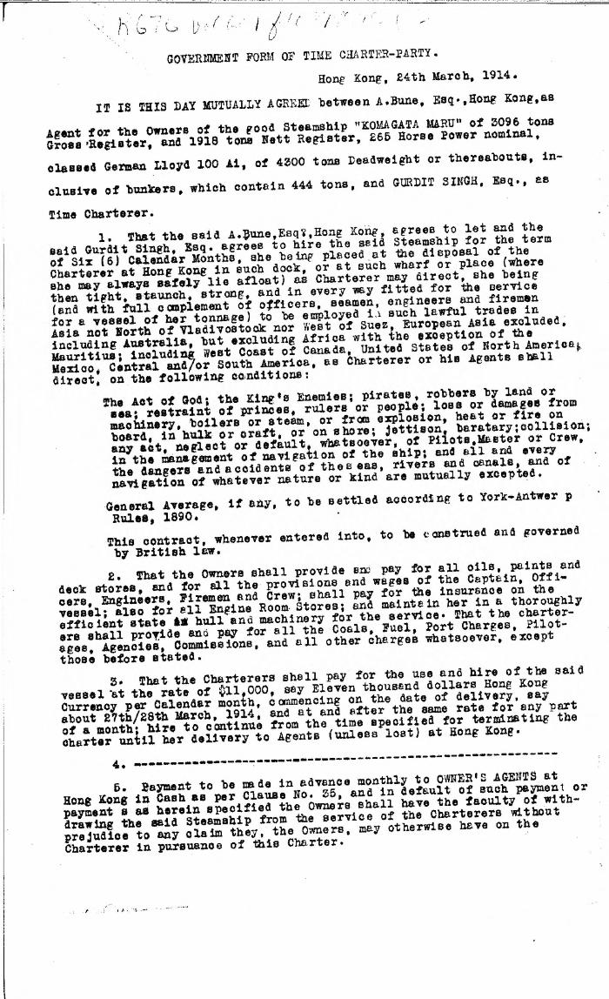 RG76
GOVERNMENT FORM OF TIME CHARTER-PARTY.
Hong Kong, 24th March, 1914.
IT IS THIS DAY MUTUALLY AGREED between A.Bune, Esq.,Hong Kong,as
Agent for the Owners of the good Steamship "KOMAGATA MARU" of 3096 tons
Gross Register, and 1918 tons Nett Register, 265 Horse Power nominal,
classed German Lloyd 100 A1, of 4300 tons Deadweight or thereabouts, in-
clusive of bunkers, which contain 444 tons, and GURDIT SINGH, Esq., as
Time Charterer.
1. That the said A.Bune,Esq?,Hong Kong, agrees to let and the
said Gurdit Singh, Esq. agrees to hire the said Steamship for the term
of Six (6) Calendar Months, she being placed at the disposal of the
Charterer at Hong Kong in such dock, or at such wharf or place (where
she may always safely lie afloat) as Charterer may direct, she being
then tight, staunch, strong, and in every way fitted for the service
(and with full complement of officers, seamen, engineers and firemen
for a vessel of her tonnage) to be employed in such lawful trades in
Asia not North of Vladivostock nor West of Suez, European Asia excluded,
including Australia, but excluding Africa with the exception of the
Mauritius; including West Coast of Canada, United States of North America,
Mexico, Central and/or South America, as Charterer or his Agents shall
direct, on the following conditions:
The Act of God; the King's Enemies; pirates, robbers by land or
sea; restraint of princes, rulers or people; loss or damages from
machinery, boilers or steam, or from explosion, heat or fire on
board, in hulk or craft, or on shore; jettison, baratary;collision;
any act, neglect or default, whatsoever, of Pilots,Master or Crew,
in the management of navigation of the ship; and all and every
the dangers and accidents of the s eas, rivers and canals, and of
navigation of whatever nature or kind are mutually excepted.
General Average, if any, to be settled according to York-Antwer p
Rules, 1890.
This contract, whenever entered into, to be construed and governed
by British law.
2. That the Owners shall provide and pay for all oils, paints and
deck stores, and for all the provisions and wages of the Captain, Offi-
cers, Engineers, Firemen and Crew; shall pay for the insurance on the
vessel; also for all Engine Room Stores; and maintain her in a thoroughly
efficient state in hull and machinery for the service. That the charter-
ers shall provide and pay for all the Coals, Fuel, Port Charges, Pilot-
ages, Agencies, Commissions, and all other charges whatsoever, except
those before stated.
3. That the Charterers shall pay for the use and hire of the said
vessel at the rate of $11,000, say Eleven thousand dollars Hong Kong
Currency per Calendar month, commencing on the date of delivery, say
about 27th/28th March, 1914, and at and after the same rate for any part
of a month; hire to continue from the time specified for terminating the
charter until her delivery to Agents (unless lost) at Hong Kong.
4. ------------------------------------------------------------
5. Payment to be made in advance monthly to OWNER'S AGENTS at
Hong Kong in Cash as per Clause No. 35, and in default of such payment or
payment s as herein specified the Owners shall have the faculty of with-
drawing the said Steamship from the service of the Charterers without
prejudice to any claim they, the Owners, may otherwise have on the
Charterer in pursuance of this Charter.